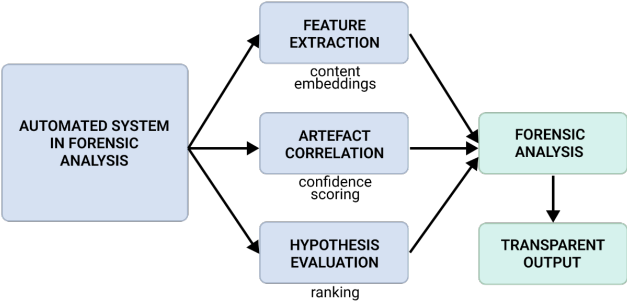 AUTOMATED SYSTEM
IN FORENSIC
ANALYSIS
FEATURE
EXTRACTION
content
embeddings
ARTEFACT
CORRELATION
confidence
scoring
HYPOTHESIS
EVALUATION
ranking
FORENSIC
ANALYSIS
TRANSPARENT
OUTPUT